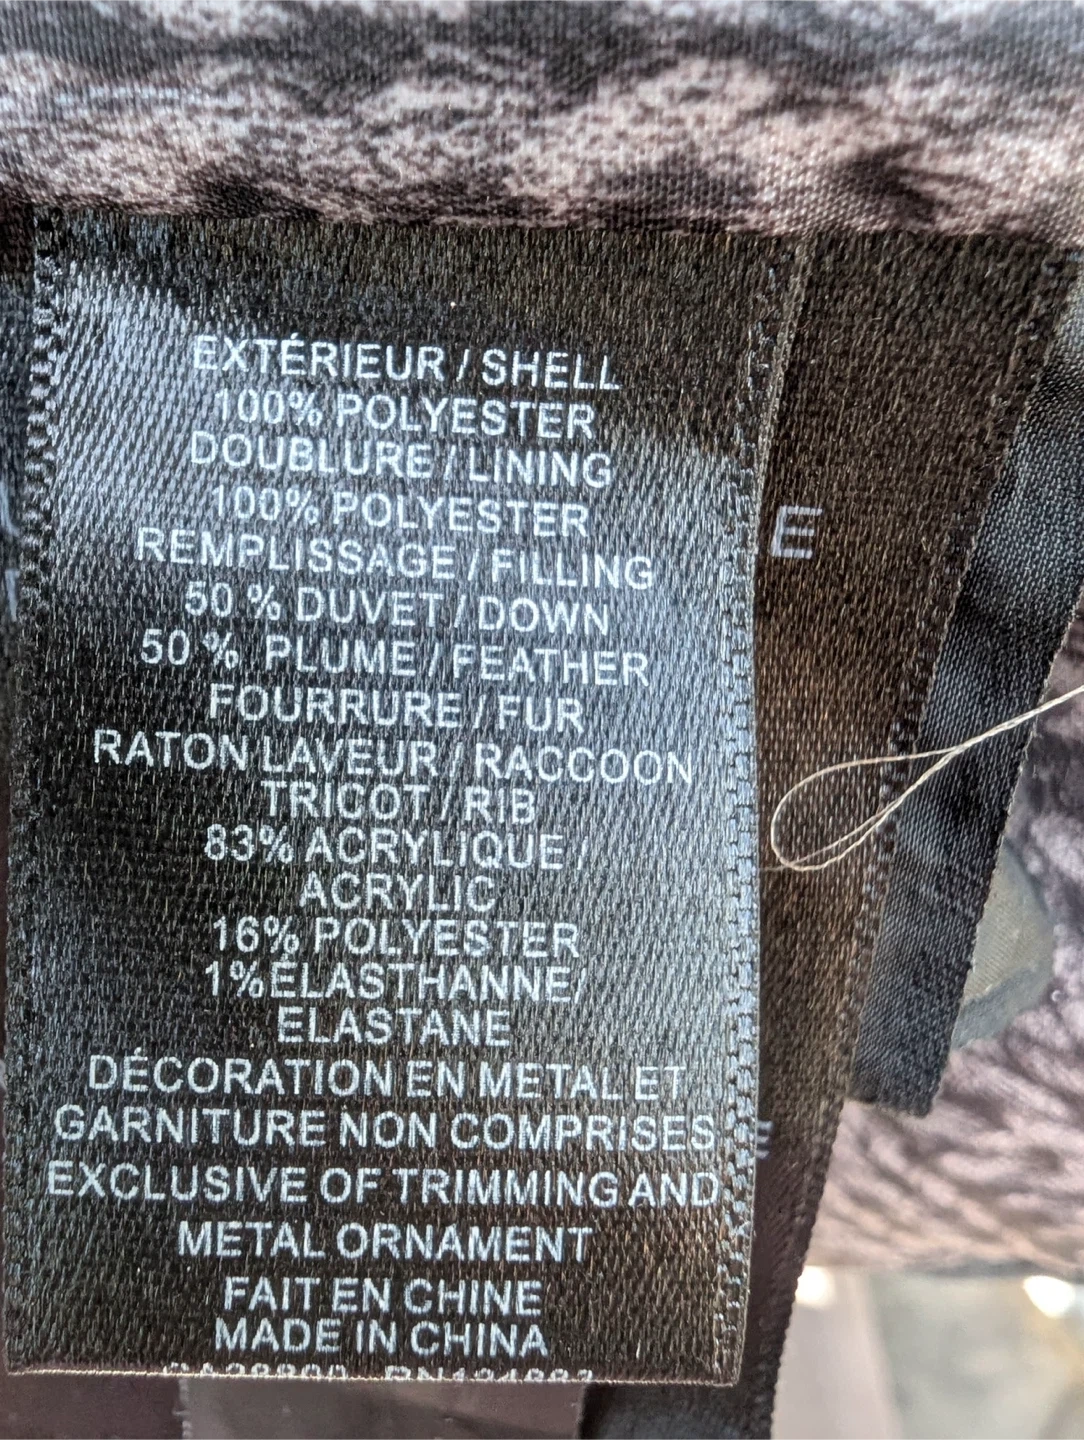 EXTÉRIEUR / SHELL
100% POLYESTER
DOUBLURE / LINING
100% POLYESTER
REMPLISSAGE / FILLING
50 % DUVET / DOWN
50 % PLUME / FEATHER
FOURRURE / FUR
RATON LAVEUR / RACCOON
TRICOT / RIB
83% ACRYLIQUE /
ACRYLIC
16% POLYESTER
1%ÉLASTHANNE/
ELASTANE
DÉCORATION EN METAL ET
GARNITURE NON COMPRISES
EXCLUSIVE OF TRIMMING AND
METAL ORNAMENT
FAIT EN CHINE
MADE IN CHINA
E
E